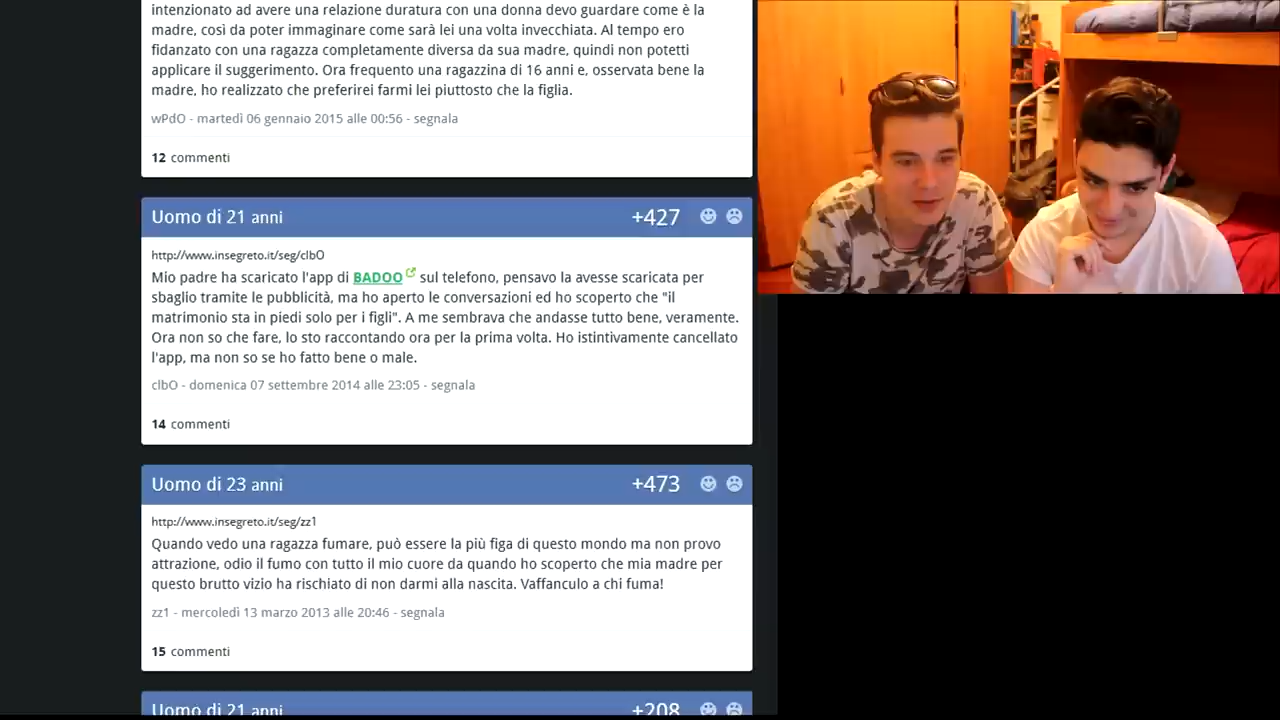 intenzionato ad avere una relazione duratura con una donna devo guardare come è la
madre, così da poter immaginare come sarà lei una volta invecchiata. Al tempo ero
fidanzato con una ragazza completamente diversa da sua madre, quindi non potetti
applicare il suggerimento. Ora frequento una ragazzina di 16 anni e, osservata bene la
madre, ho realizzato che preferirei farmi lei piuttosto che la figlia.
wPdO - martedì 06 gennaio 2015 alle 00:56 - segnala
12 commenti
Uomo di 21 anni +427
http://www.insegreto.it/seg/clbO
Mio padre ha scaricato l'app di BADOO sul telefono, pensavo la avesse scaricata per
sbaglio tramite le pubblicità, ma ho aperto le conversazioni ed ho scoperto che "il
matrimonio sta in piedi solo per i figli". A me sembrava che andasse tutto bene, veramente.
Ora non so che fare, lo sto raccontando ora per la prima volta. Ho istintivamente cancellato
l'app, ma non so se ho fatto bene o male.
clbO - domenica 07 settembre 2014 alle 23:05 - segnala
14 commenti
Uomo di 23 anni +473
http://www.insegreto.it/seg/zz1
Quando vedo una ragazza fumare, può essere la più figa di questo mondo ma non provo
attrazione, odio il fumo con tutto il mio cuore da quando ho scoperto che mia madre per
questo brutto vizio ha rischiato di non darmi alla nascita. Vaffanculo a chi fuma!
zz1 - mercoledì 13 marzo 2013 alle 20:46 - segnala
15 commenti
Uomo di 21 anni +208